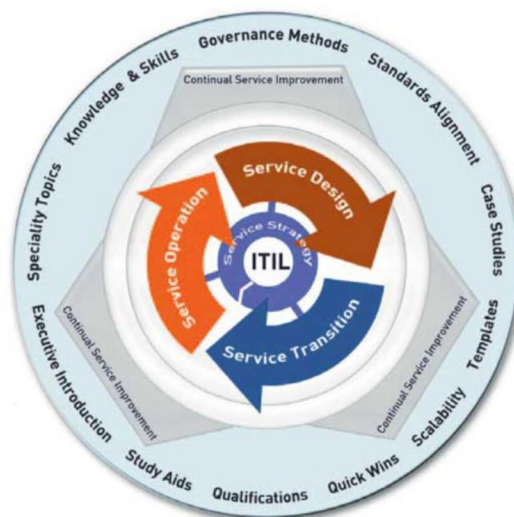 Governance Methods
Standards Alignment
Case Studies
Templates
Scalability
Quick Wins
Qualifications
Study Aids
Executive Introduction
Speciality Topics
Knowledge & Skills
Continual Service Improvement
Continual Service Improvement
Continual Service Improvement
Service Design
Service Transition
Service Operation
Service Strategy
ITIL